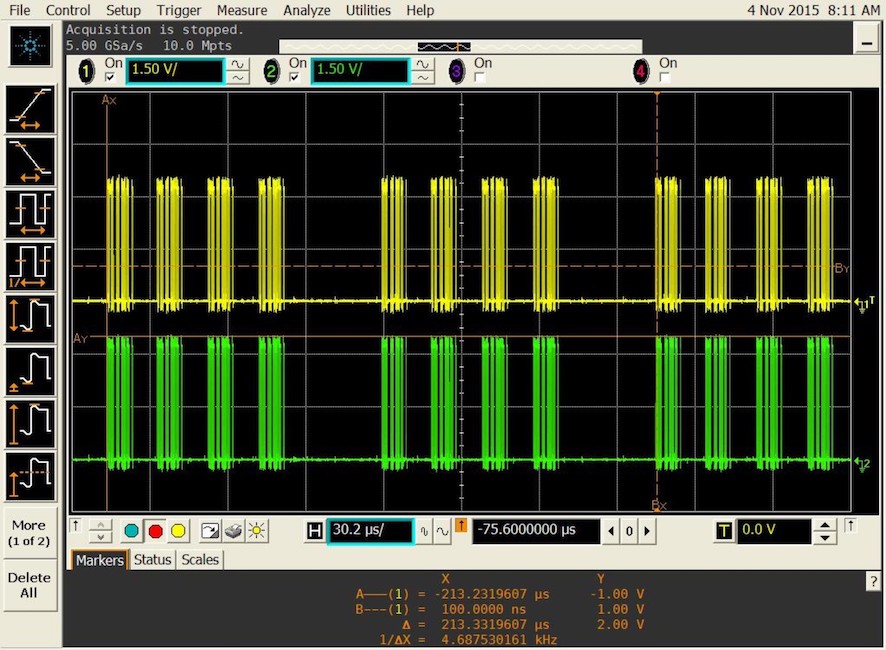 File Control Setup Trigger Measure Analyze Utilities Help 4 Nov 2015 8:11 AM
Acquisition is stopped.
5.00 GSa/s 10.0 Mpts
1 On 1.50 V/ 2 On 1.50 V/ 3 On 4 On
Ax
BY
1 T
AY
2
Bx
More
(1 of 2)
Delete
All
H 30.2 µs/ -75.6000000 µs 0 T 0.0 V
Markers Status Scales
?
X Y
A———(1) = -213.2319607 µs -1.00 V
B---(1) = 100.0000 ns 1.00 V
Δ = 213.3319607 µs 2.00 V
1/ΔX = 4.687530161 kHz